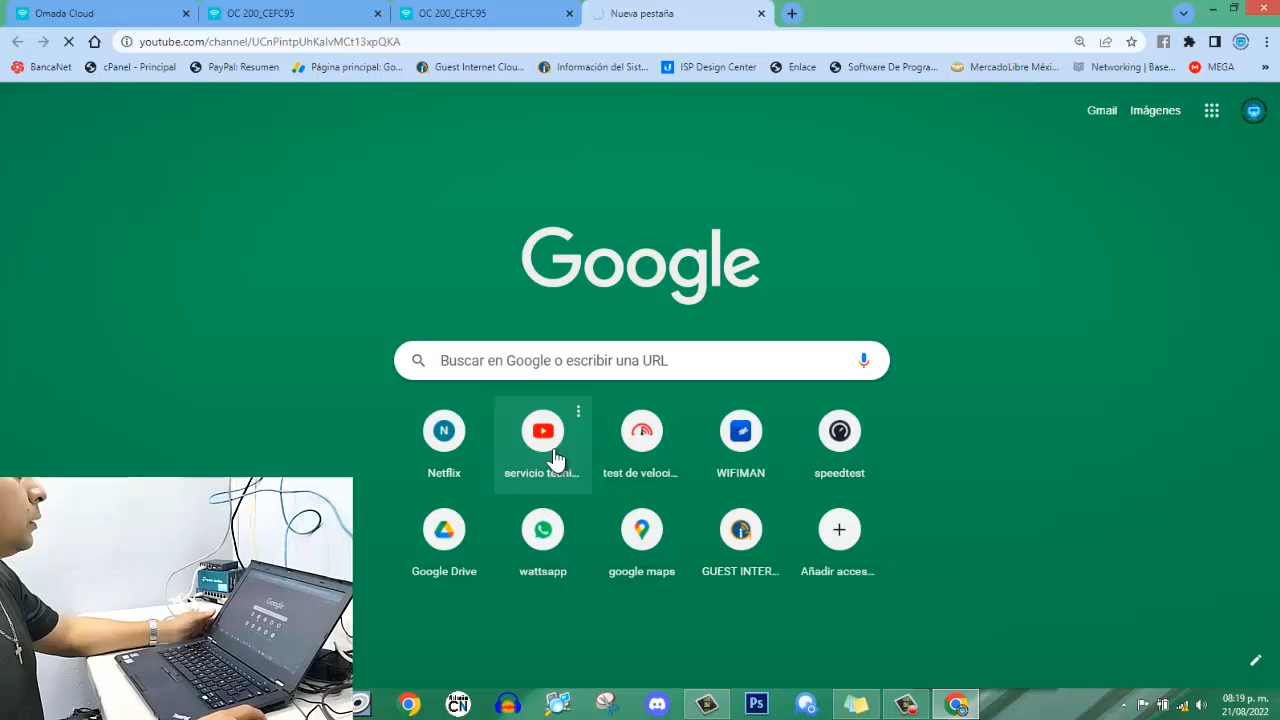 Omada Cloud
OC 200_CEFC95
OC 200_CEFC95
Nueva pestaña
youtube.com/channel/UCnPintpUhKalvMCt13xpQKA
BancaNet
cPanel - Principal
PayPal: Resumen
Página principal: Go...
Guest Internet Clou...
Información del Sist...
ISP Design Center
Enlace
Software De Progra...
MercadoLibre Méxi...
Networking | Base...
MEGA
»
Gmail
Imágenes
Google
Buscar en Google o escribir una URL
N
Netflix
servicio tecni...
test de veloci...
WIFIMAN
speedtest
Google Drive
wattsapp
google maps
GUEST INTER...
Añadir acces...
Google
CN
Ps
08:19 p. m.
21/08/2022